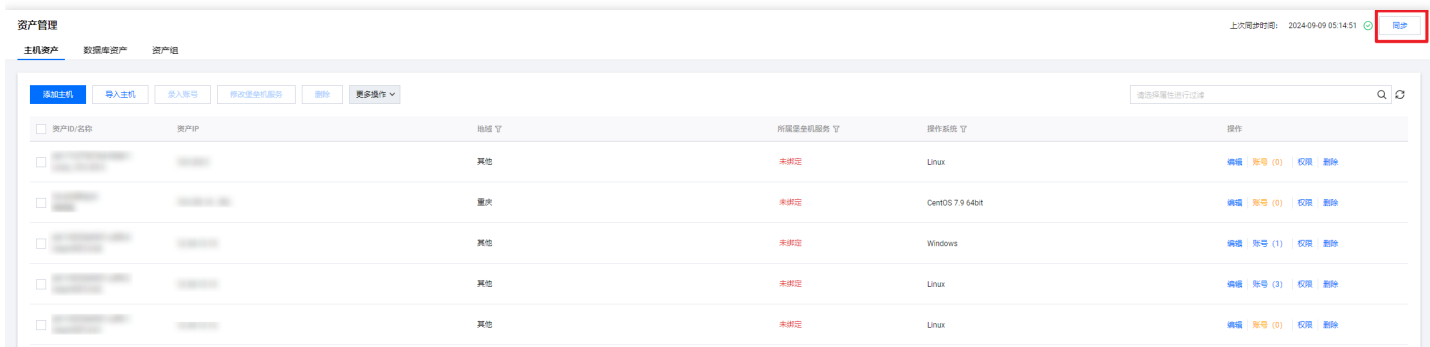 资产管理
上次同步时间: 2024-09-09 05:14:51 同步
主机资产 数据库资产 资产组
添加主机 导入主机 录入账号 修改堡垒机服务 删除 更多操作 请选择属性进行过滤
资产ID/名称 资产IP 地域 所属堡垒机服务 操作系统 操作
其他 未绑定 Linux 编辑 账号 (0) 权限 删除
重庆 未绑定 CentOS 7.9 64bit 编辑 账号 (0) 权限 删除
其他 未绑定 Windows 编辑 账号 (1) 权限 删除
其他 未绑定 Linux 编辑 账号 (3) 权限 删除
其他 未绑定 Linux 编辑 账号 (0) 权限 删除